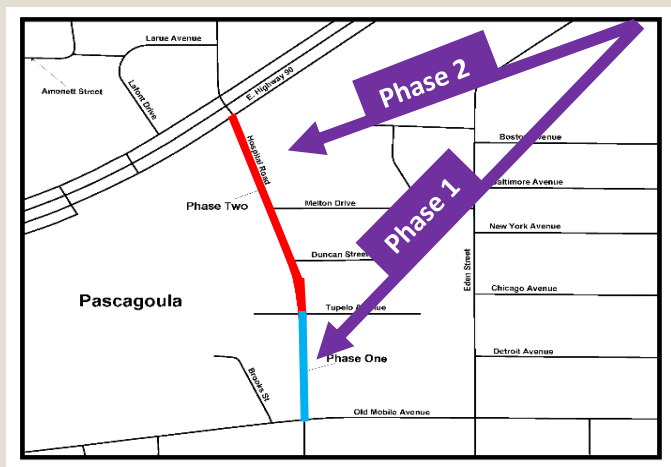 Larue Avenue
Amonett Street
Lafont Drive
E. Highway 90
Phase 2
Hospital Road
Boston Avenue
Phase Two
Melton Drive
Baltimore Avenue
Phase 1
New York Avenue
Duncan Street
Eden Street
Pascagoula
Chicago Avenue
Tupelo Avenue
Phase One
Detroit Avenue
Brooks St
Old Mobile Avenue